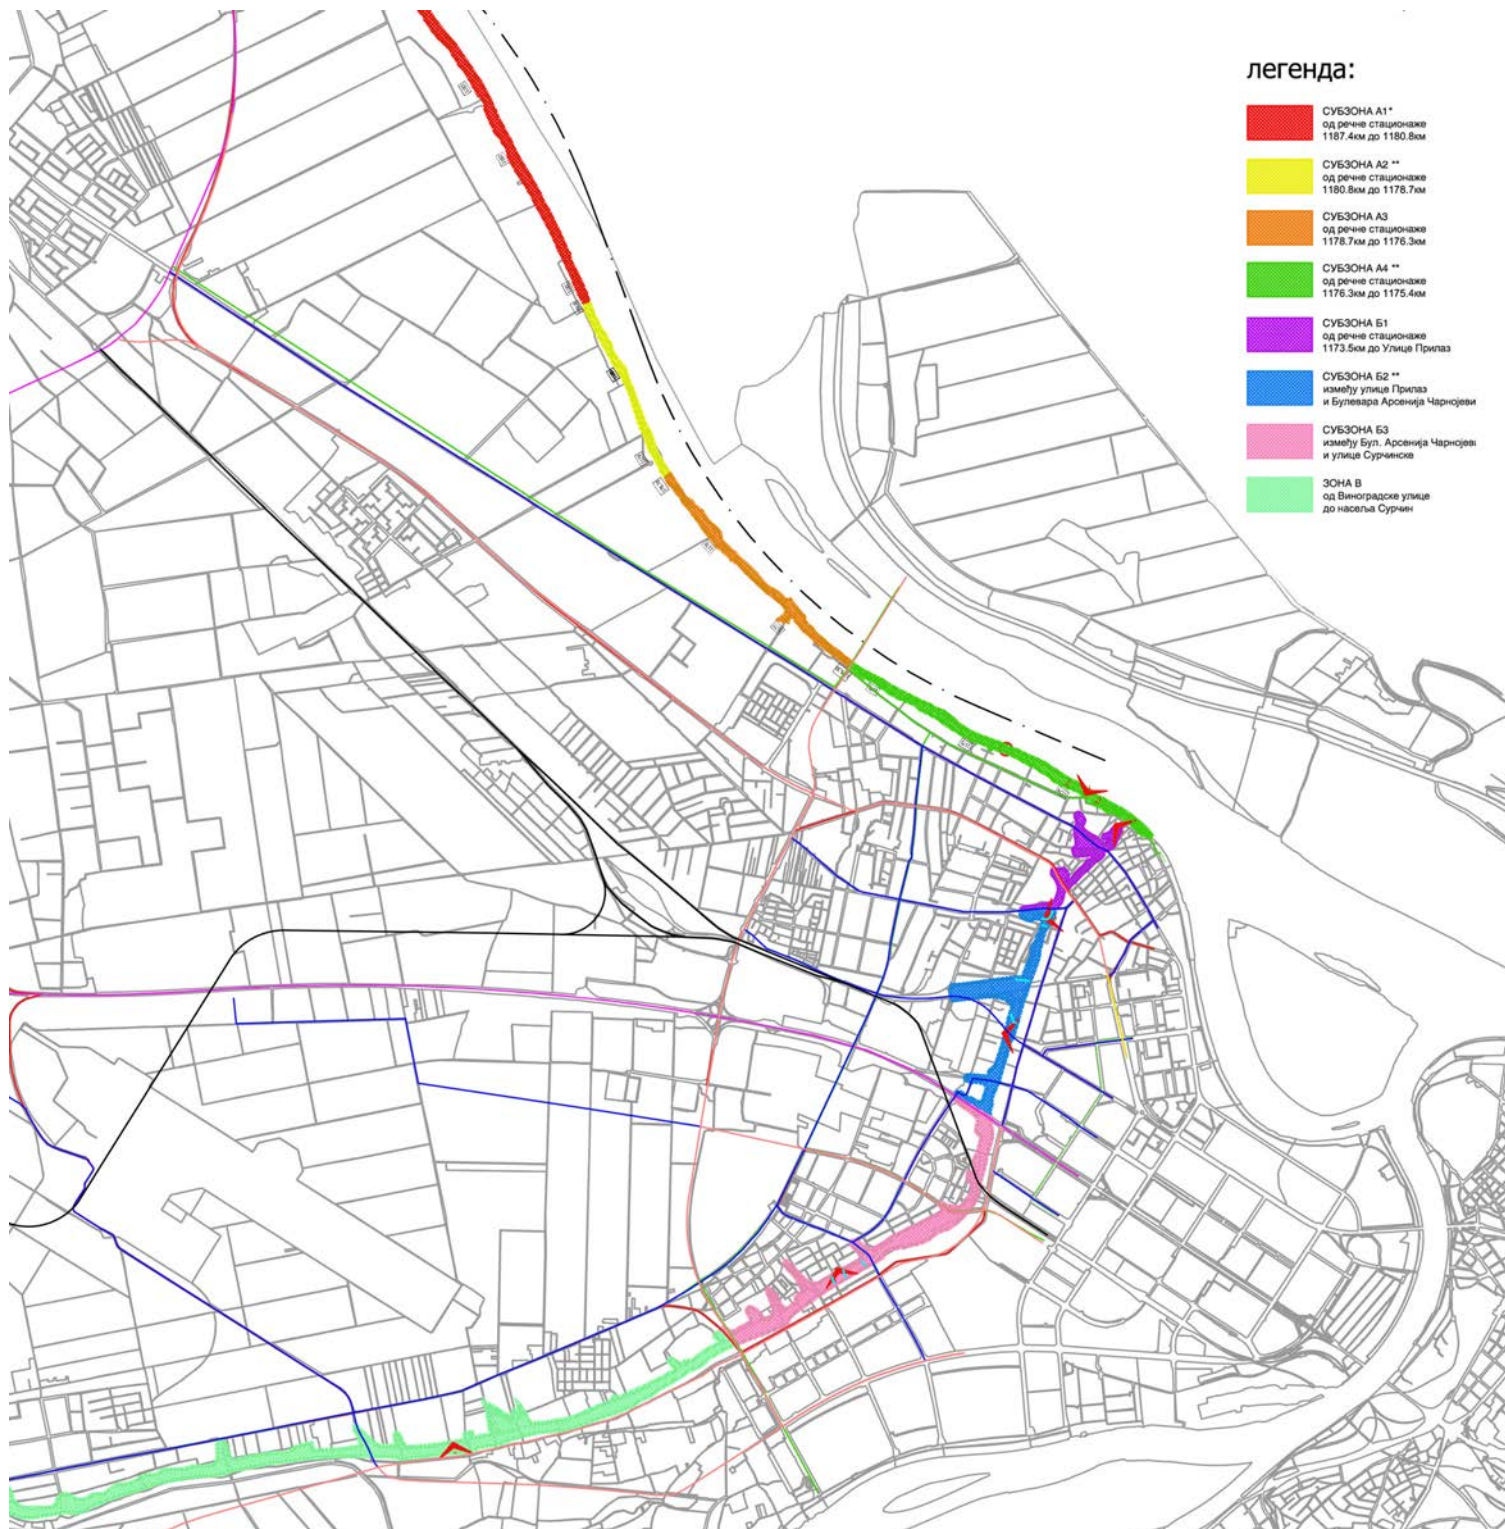 легенда:
СУБЗОНА А1*
од речне стационаже
1187.4км до 1180.8км
СУБЗОНА А2 **
од речне стационаже
1180.8км до 1178.7км
СУБЗОНА А3
од речне стационаже
1178.7км до 1176.3км
СУБЗОНА А4 **
од речне стационаже
1176.3км до 1175.4км
СУБЗОНА Б1
од речне стационаже
1173.5км до Улице Прилаз
СУБЗОНА Б2 **
између улице Прилаз
и Булевара Арсенија Чарнојеви
СУБЗОНА Б3
између Бул. Арсенија Чарнојеви
и улице Сурчинске
ЗОНА В
од Виноградске улице
до насеља Сурчин